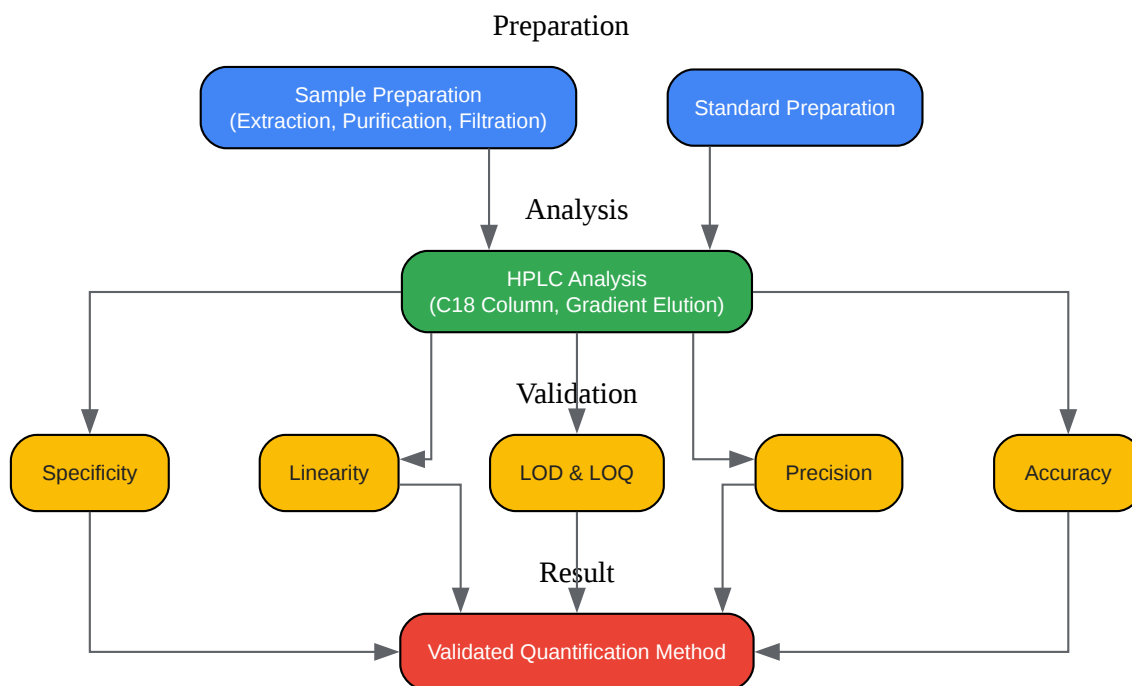 Preparation
Sample Preparation
(Extraction, Purification, Filtration)
Standard Preparation
Analysis
HPLC Analysis
(C18 Column, Gradient Elution)
Validation
Specificity
Linearity
LOD & LOQ
Precision
Accuracy
Result
Validated Quantification Method